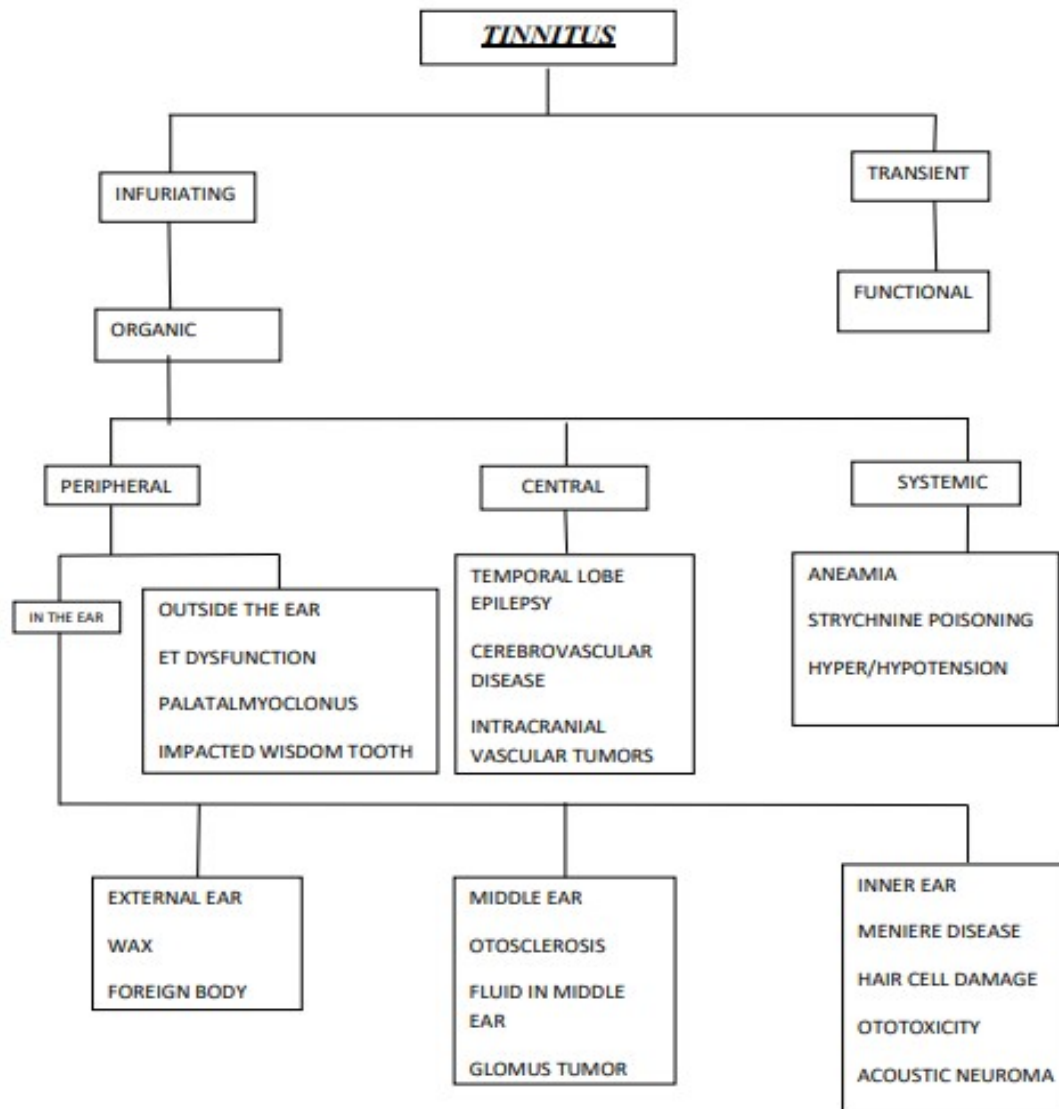 TINNITUS
INFURIATING
TRANSIENT
ORGANIC
FUNCTIONAL
PERIPHERAL
CENTRAL
SYSTEMIC
IN THE EAR
OUTSIDE THE EAR
ET DYSFUNCTION
PALATALMYOCLONUS
IMPACTED WISDOM TOOTH
TEMPORAL LOBE
EPILEPSY
CEREBROVASCULAR
DISEASE
INTRACRANIAL
VASCULAR TUMORS
ANEAMIA
STRYCHNINE POISONING
HYPER/HYPOTENSION
EXTERNAL EAR
WAX
FOREIGN BODY
MIDDLE EAR
OTOSCLEROSIS
FLUID IN MIDDLE
EAR
GLOMUS TUMOR
INNER EAR
MENIERE DISEASE
HAIR CELL DAMAGE
OTOTOXICITY
ACOUSTIC NEUROMA